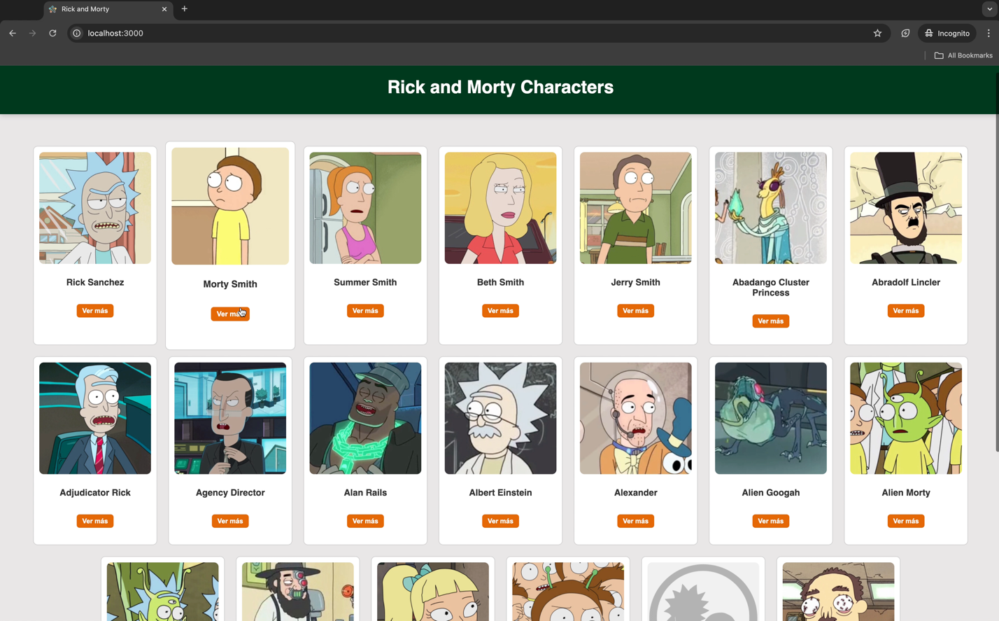 Rick and Morty
localhost:3000
Incognito
All Bookmarks
Rick and Morty Characters
Rick Sanchez
Ver más
Morty Smith
Ver más
Summer Smith
Ver más
Beth Smith
Ver más
Jerry Smith
Ver más
Abadango Cluster
Princess
Ver más
Abradolf Lincler
Ver más
Adjudicator Rick
Ver más
Agency Director
Ver más
Alan Rails
Ver más
Albert Einstein
Ver más
Alexander
Ver más
Alien Googah
Ver más
Alien Morty
Ver más